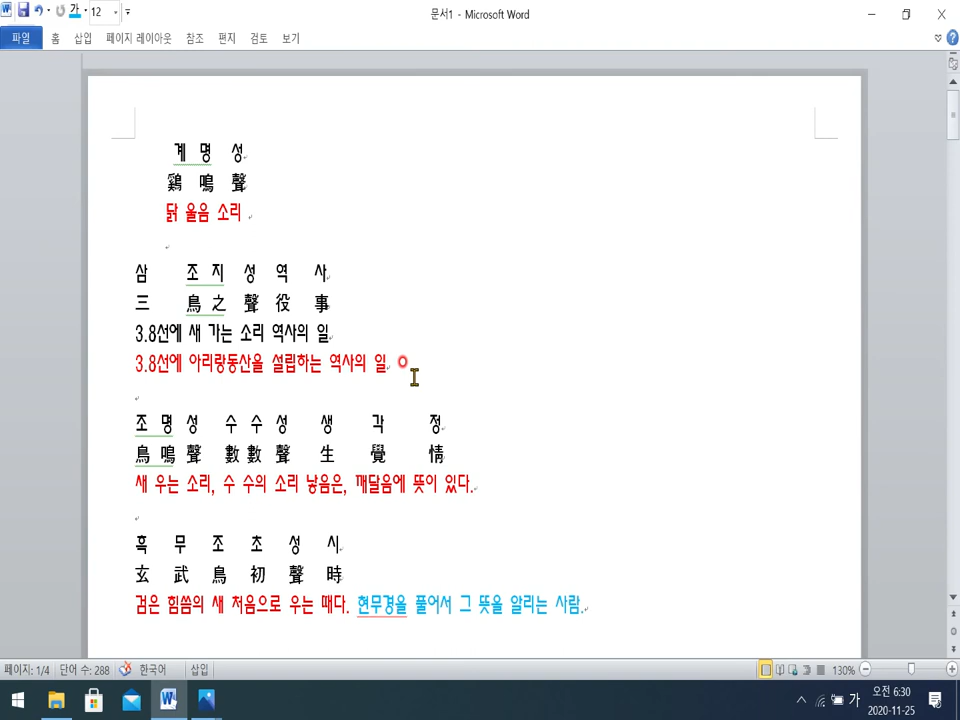 가 12
문서1 - Microsoft Word
파일 홈 삽입 페이지 레이아웃 참조 편지 검토 보기
계 명 성
鷄 鳴 聲
닭 울음 소리
삼 조 지 성 역 사
三 鳥 之 聲 役 事
3.8선에 새 가는 소리 역사의 일
3.8선에 아리랑동산을 설립하는 역사의 일.
조 명 성 수 수 성 생 각 정
鳥 鳴 聲 數 數 聲 生 覺 情
새 우는 소리, 수 수의 소리 낳음은, 깨달음에 뜻이 있다.
흑 무 조 초 성 시
玄 武 鳥 初 聲 時
검은 힘씀의 새 처음으로 우는 때다. 현무경을 풀어서 그 뜻을 알리는 사람.
페이지: 1/4 단어 수: 288 한국어 삽입 130%
가 오전 6:30
2020-11-25